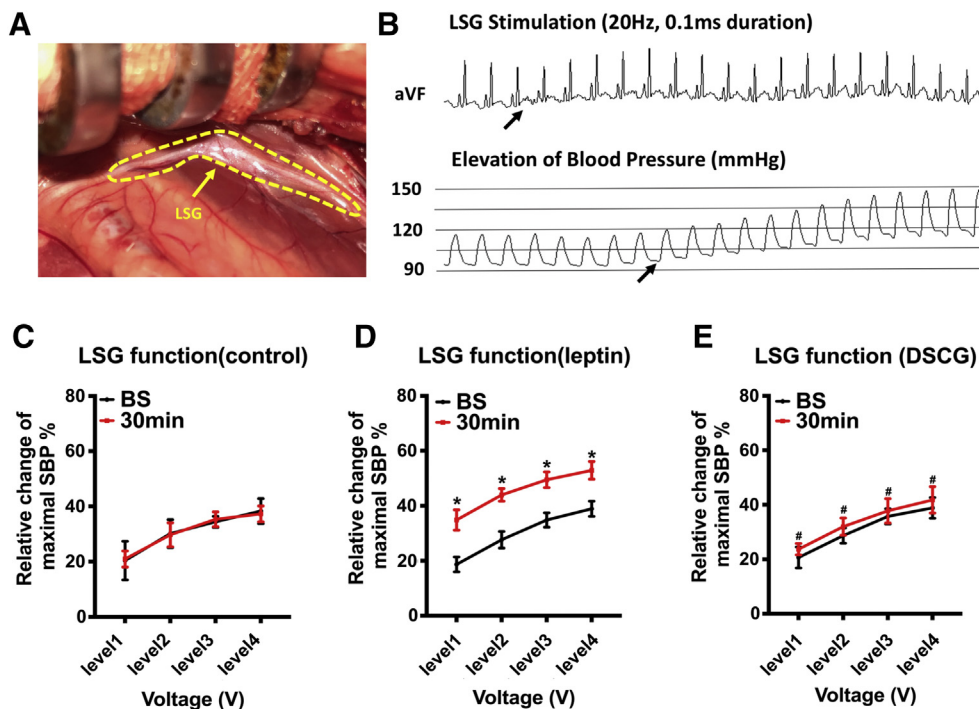 A
LSG
B
LSG Stimulation (20Hz, 0.1ms duration)
aVF
Elevation of Blood Pressure (mmHg)
150
120
90
C
LSG function(control)
BS
30min
Relative change of
maximal SBP %
80
60
40
20
0
level1
level2
level3
level4
Voltage (V)
D
LSG function(leptin)
BS
30min
Relative change of
maximal SBP %
80
60
40
20
0
*
*
*
*
level1
level2
level3
level4
Voltage (V)
E
LSG function (DSCG)
BS
30min
Relative change of
maximal SBP %
80
60
40
20
0
#
#
#
#
level1
level2
level3
level4
Voltage (V)